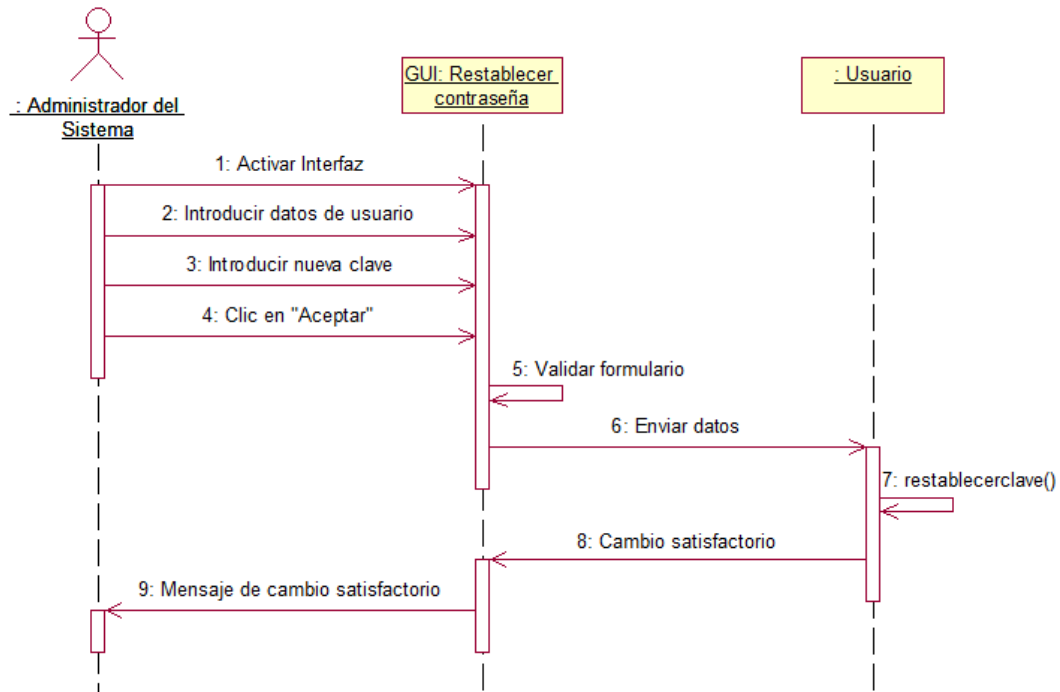 : Administrador del
Sistema
GUI: Restablecer
contraseña
: Usuario
1: Activar Interfaz
2: Introducir datos de usuario
3: Introducir nueva clave
4: Clic en "Aceptar"
5: Validar formulario
6: Enviar datos
7: restablecerclave()
8: Cambio satisfactorio
9: Mensaje de cambio satisfactorio